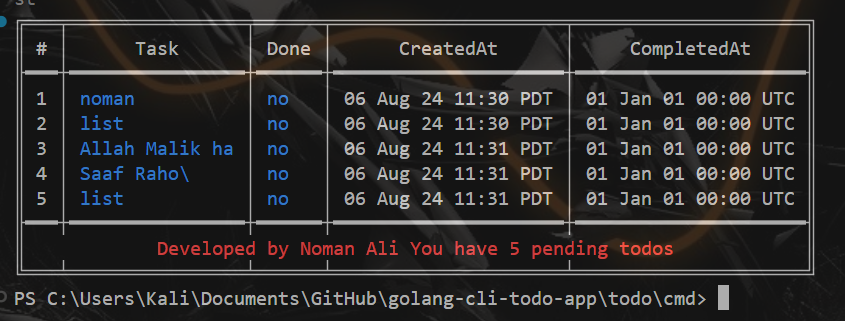 st
# Task Done CreatedAt CompletedAt
1 noman no 06 Aug 24 11:30 PDT 01 Jan 01 00:00 UTC
2 list no 06 Aug 24 11:30 PDT 01 Jan 01 00:00 UTC
3 Allah Malik ha no 06 Aug 24 11:31 PDT 01 Jan 01 00:00 UTC
4 Saaf Raho\ no 06 Aug 24 11:31 PDT 01 Jan 01 00:00 UTC
5 list no 06 Aug 24 11:31 PDT 01 Jan 01 00:00 UTC
Developed by Noman Ali You have 5 pending todos
PS C:\Users\Kali\Documents\GitHub\golang-cli-todo-app\todo\cmd>